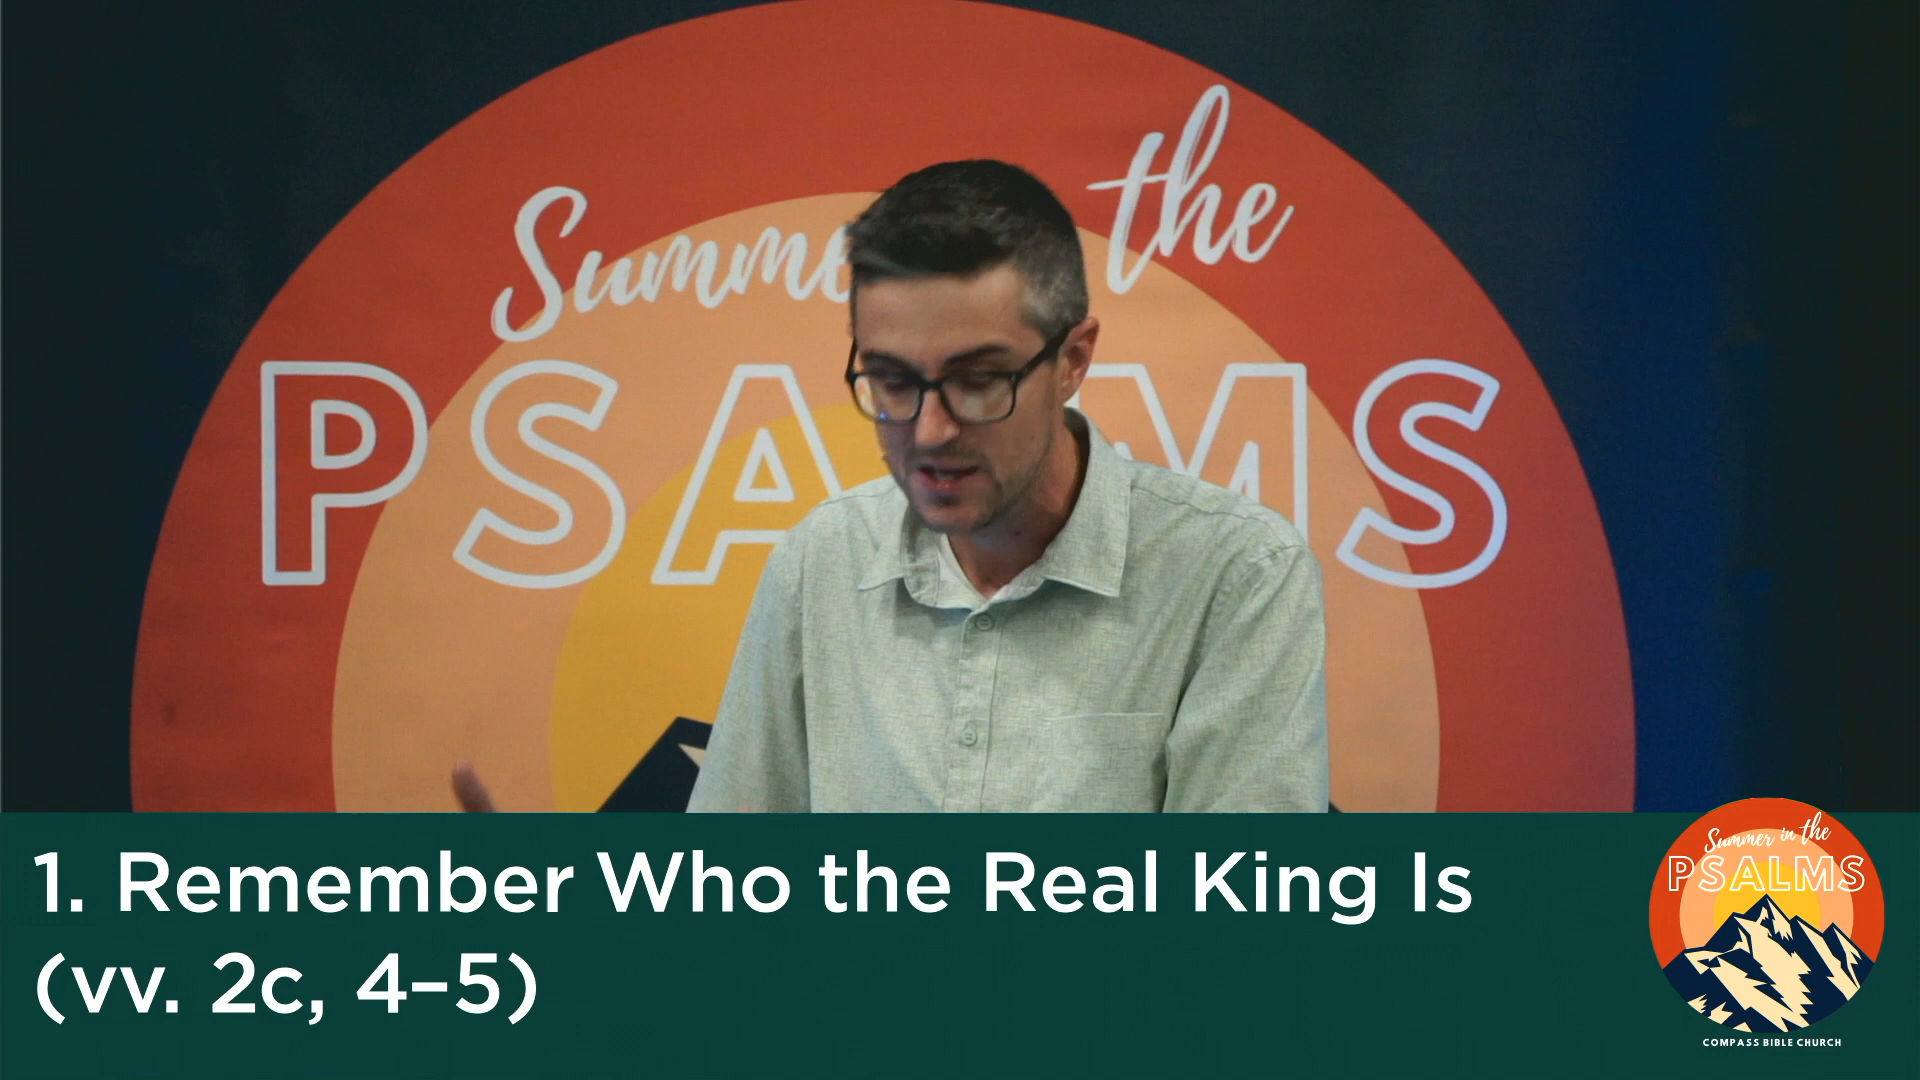 Summe the
PSA MS
1. Remember Who the Real King Is
(vv. 2c, 4–5)
Summer in the
PSALMS
COMPASS BIBLE CHURCH